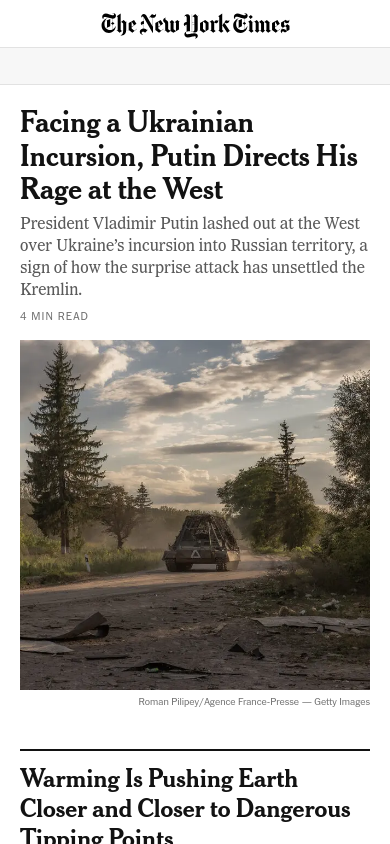 The New York Times
Facing a Ukrainian
Incursion, Putin Directs His
Rage at the West
President Vladimir Putin lashed out at the West
over Ukraine’s incursion into Russian territory, a
sign of how the surprise attack has unsettled the
Kremlin.
4 MIN READ
Roman Pilipey/Agence France-Presse — Getty Images
Warming Is Pushing Earth
Closer and Closer to Dangerous
Tipping Points